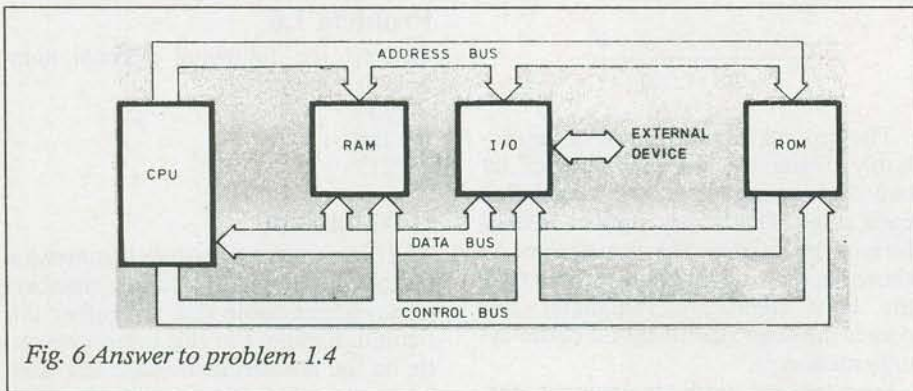 ADDRESS BUS
CPU
RAM
I/O
EXTERNAL
DEVICE
ROM
DATA BUS
CONTROL BUS
Fig. 6 Answer to problem 1.4